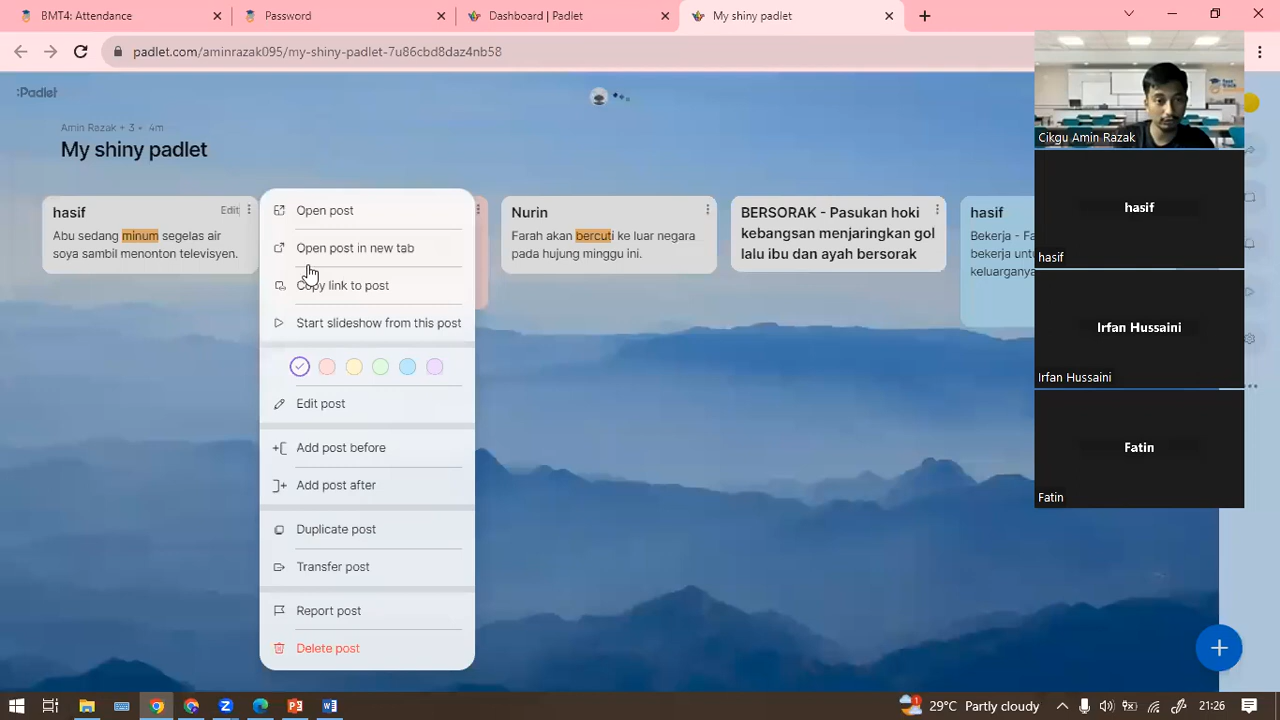 BMT4: Attendance
Password
Dashboard | Padlet
My shiny padlet
padlet.com/aminrazak095/my-shiny-padlet-7u86cbd8daz4nb58
:Padlet
Amin Razak + 3 • 4m
My shiny padlet
hasif
Edit
Abu sedang minum segelas air
soya sambil menonton televisyen.
Open post
Open post in new tab
Copy link to post
Start slideshow from this post
Edit post
Add post before
Add post after
Duplicate post
Transfer post
Report post
Delete post
Nurin
Farah akan bercuti ke luar negara
pada hujung minggu ini.
BERSORAK - Pasukan hoki
kebangsan menjaringkan gol
lalu ibu dan ayah bersorak
hasif
Bekerja - Fa
bekerja untu
keluarganya
Cikgu Amin Razak
hasif
hasif
Irfan Hussaini
Irfan Hussaini
Fatin
Fatin
29°C Partly cloudy
21:26